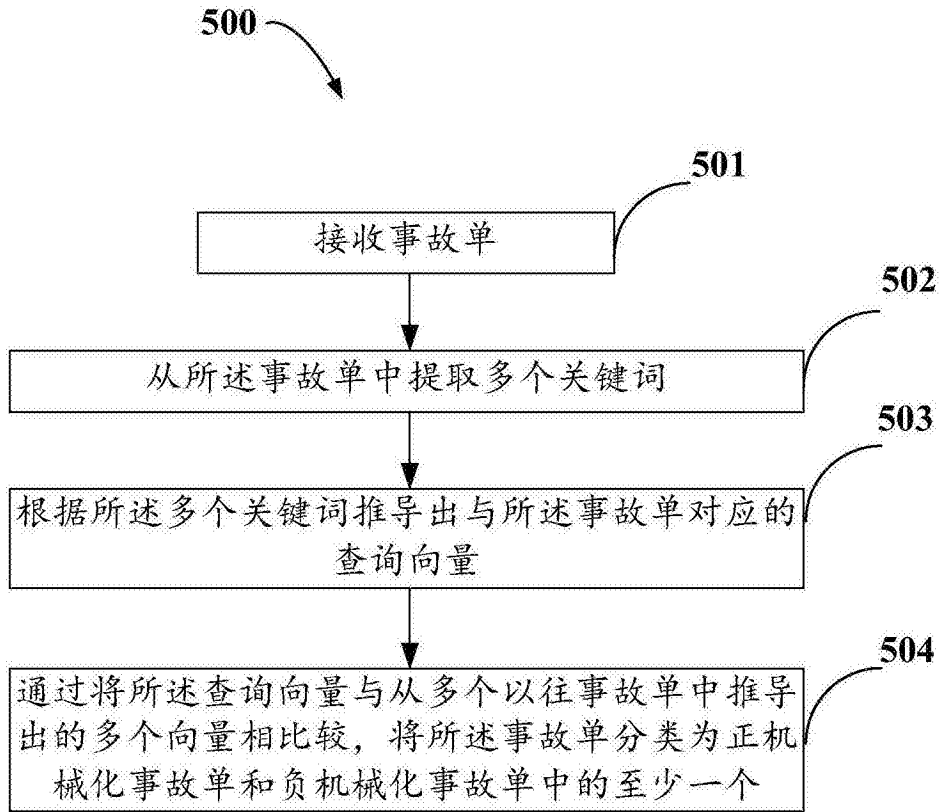 500
501
接收事故单
502
从所述事故单中提取多个关键词
503
根据所述多个关键词推导出与所述事故单对应的
查询向量
504
通过将所述查询向量与从多个以往事故单中推导
出的多个向量相比较，将所述事故单分类为正机
械化事故单和负机械化事故单中的至少一个